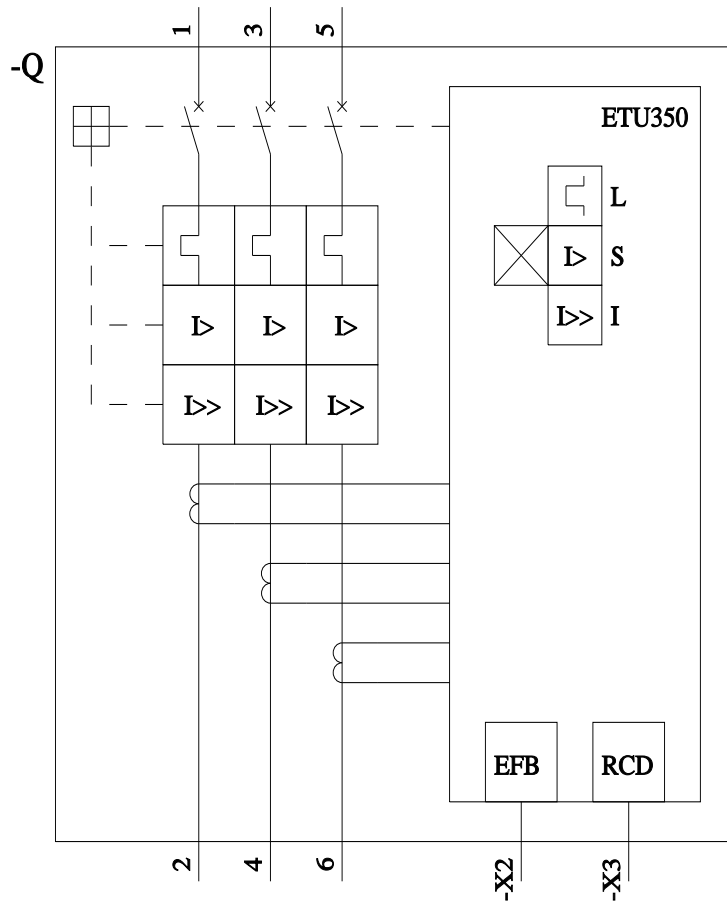 1 3 5
-Q
ETU350
L
I> S
I>> I
I> I> I>
I>> I>> I>>
EFB RCD
2 4 6 -X2 -X3